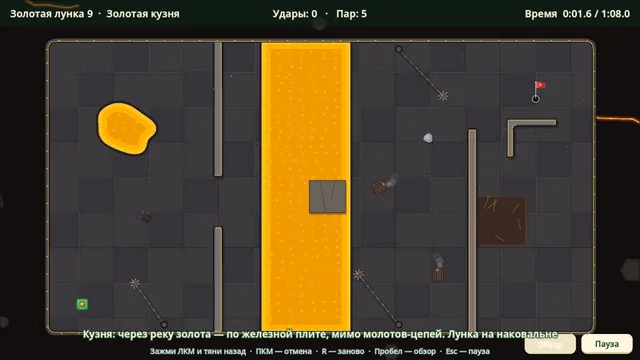 Золотая лунка 9 · Золотая кузня
Удары: 0 · Пар: 5
Время 0:01.6 / 1:08.0
Кузня: через реку золота — по железной плите, мимо молотов-цепей. Лунка на наковальне
Зажми ЛКМ и тяни назад · ПКМ — отмена · R — заново · Пробел — обзор · Esc — пауза
Обзор
Пауза